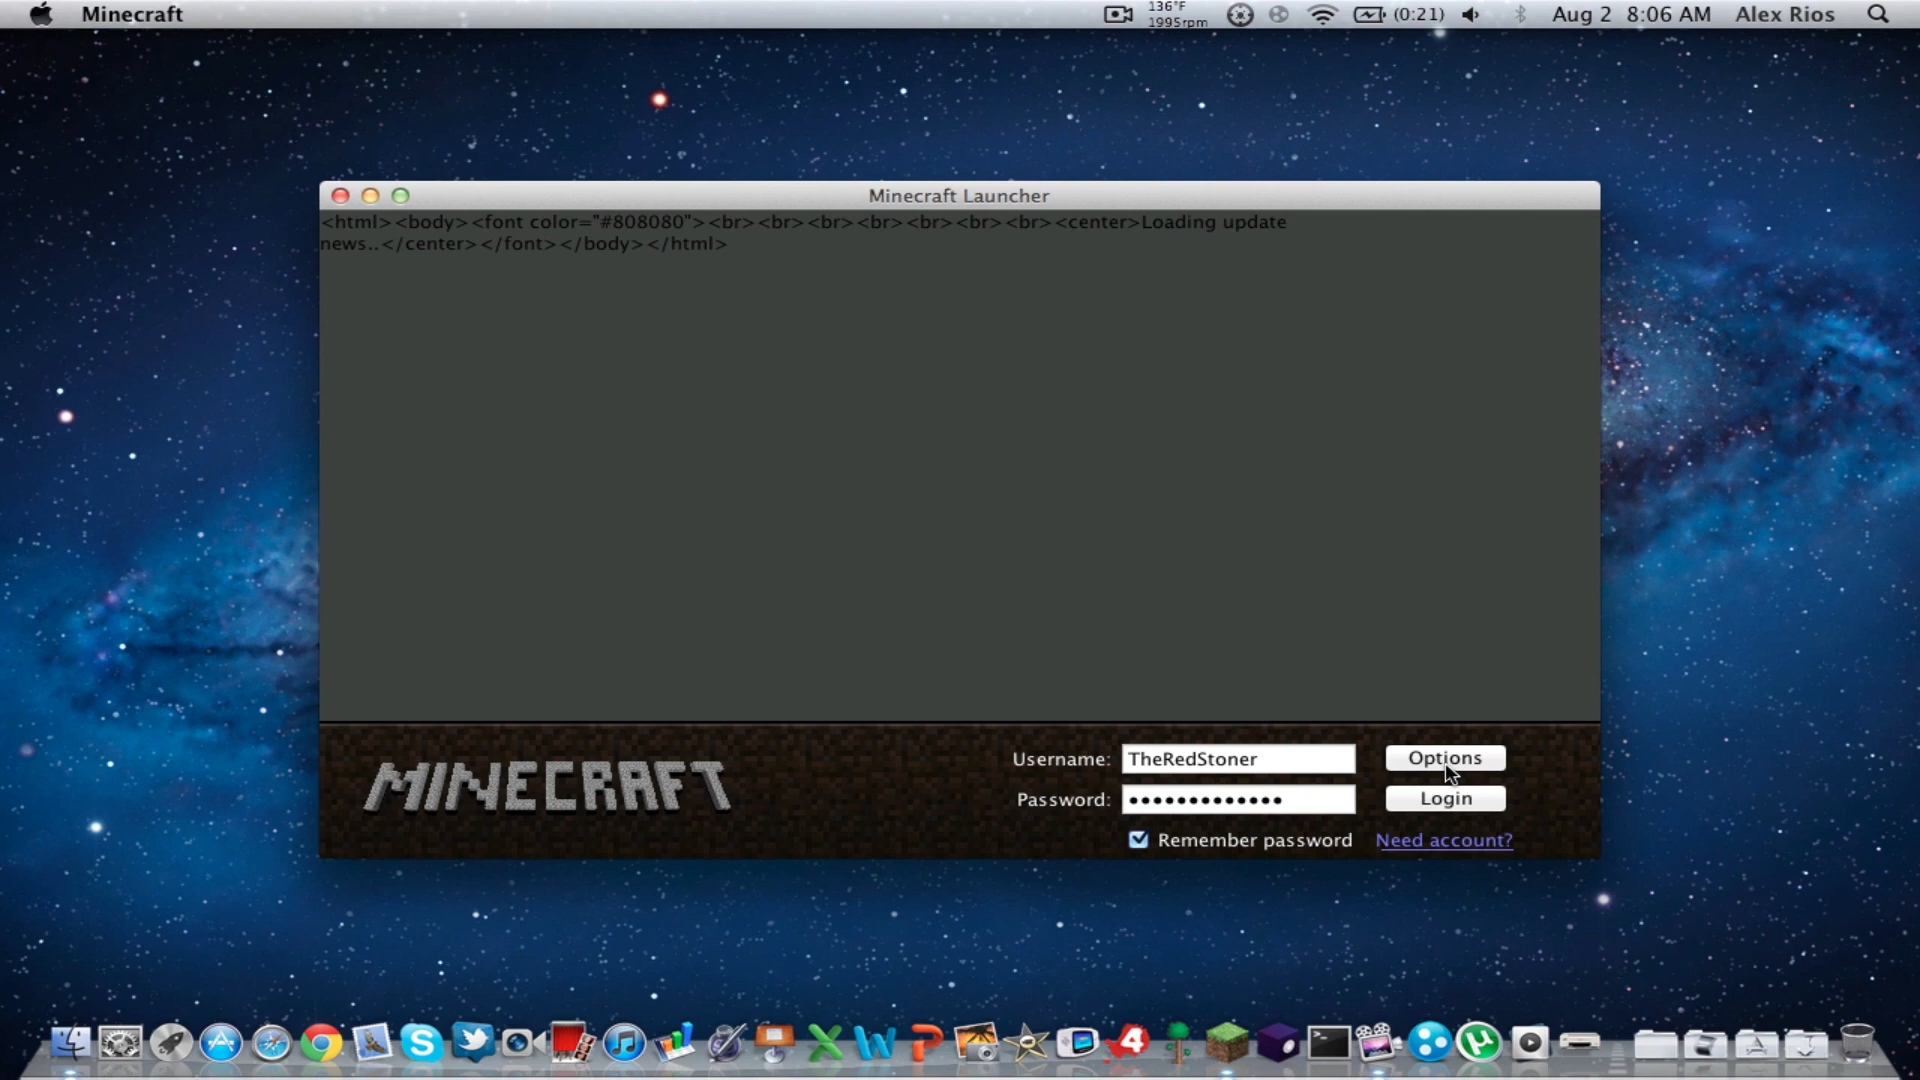 Minecraft
136°F
1995rpm
(0:21)
Aug 2 8:06 AM
Alex Rios
Minecraft Launcher
<html><body><font color="#808080"><br><br><br><br><br><br><br><center>Loading update
news..</center></font></body></html>
MINECRAFT
Username: TheRedStoner
Options
Password: •••••••••••••
Login
Remember password
Need account?